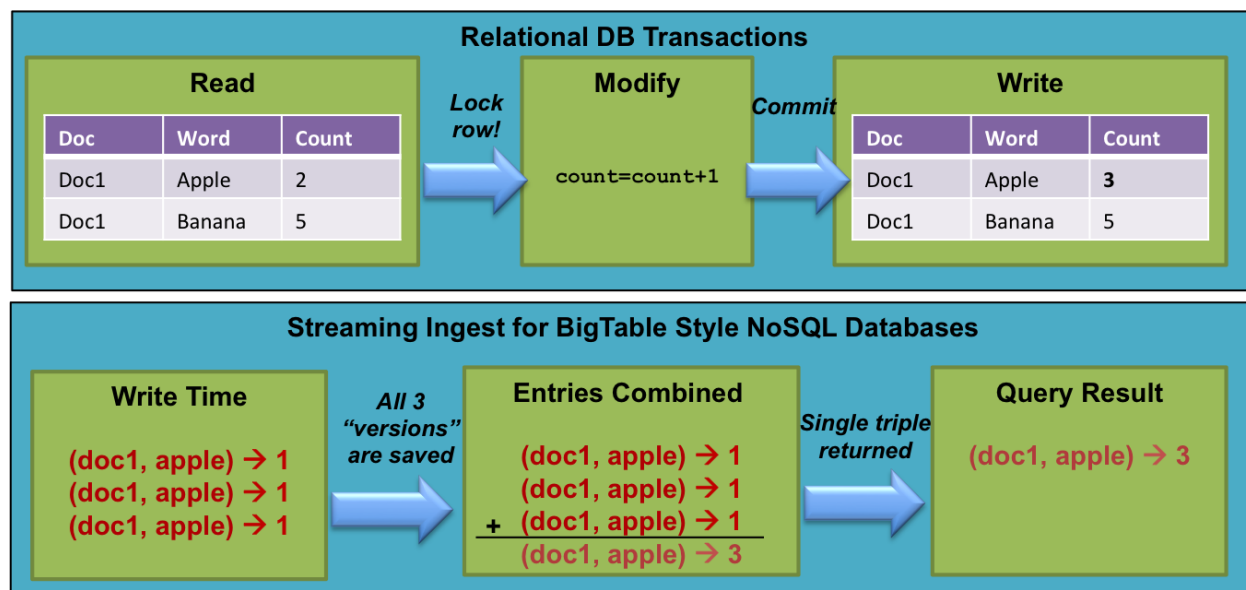 Relational DB Transactions
Read
Doc Word Count
Doc1 Apple 2
Doc1 Banana 5
Lock
row!
Modify
count=count+1
Commit
Write
Doc Word Count
Doc1 Apple 3
Doc1 Banana 5
Streaming Ingest for BigTable Style NoSQL Databases
Write Time
(doc1, apple) → 1
(doc1, apple) → 1
(doc1, apple) → 1
All 3
“versions”
are saved
Entries Combined
(doc1, apple) → 1
(doc1, apple) → 1
+ (doc1, apple) → 1
(doc1, apple) → 3
Single triple
returned
Query Result
(doc1, apple) → 3